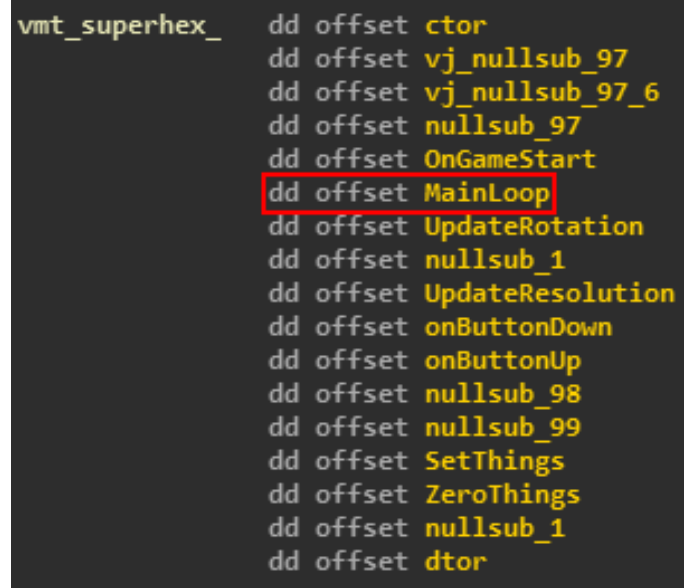 vmt_superhex_ dd offset ctor
dd offset vj_nullsub_97
dd offset vj_nullsub_97_6
dd offset nullsub_97
dd offset OnGameStart
dd offset MainLoop
dd offset UpdateRotation
dd offset nullsub_1
dd offset UpdateResolution
dd offset onButtonDown
dd offset onButtonUp
dd offset nullsub_98
dd offset nullsub_99
dd offset SetThings
dd offset ZeroThings
dd offset nullsub_1
dd offset dtor